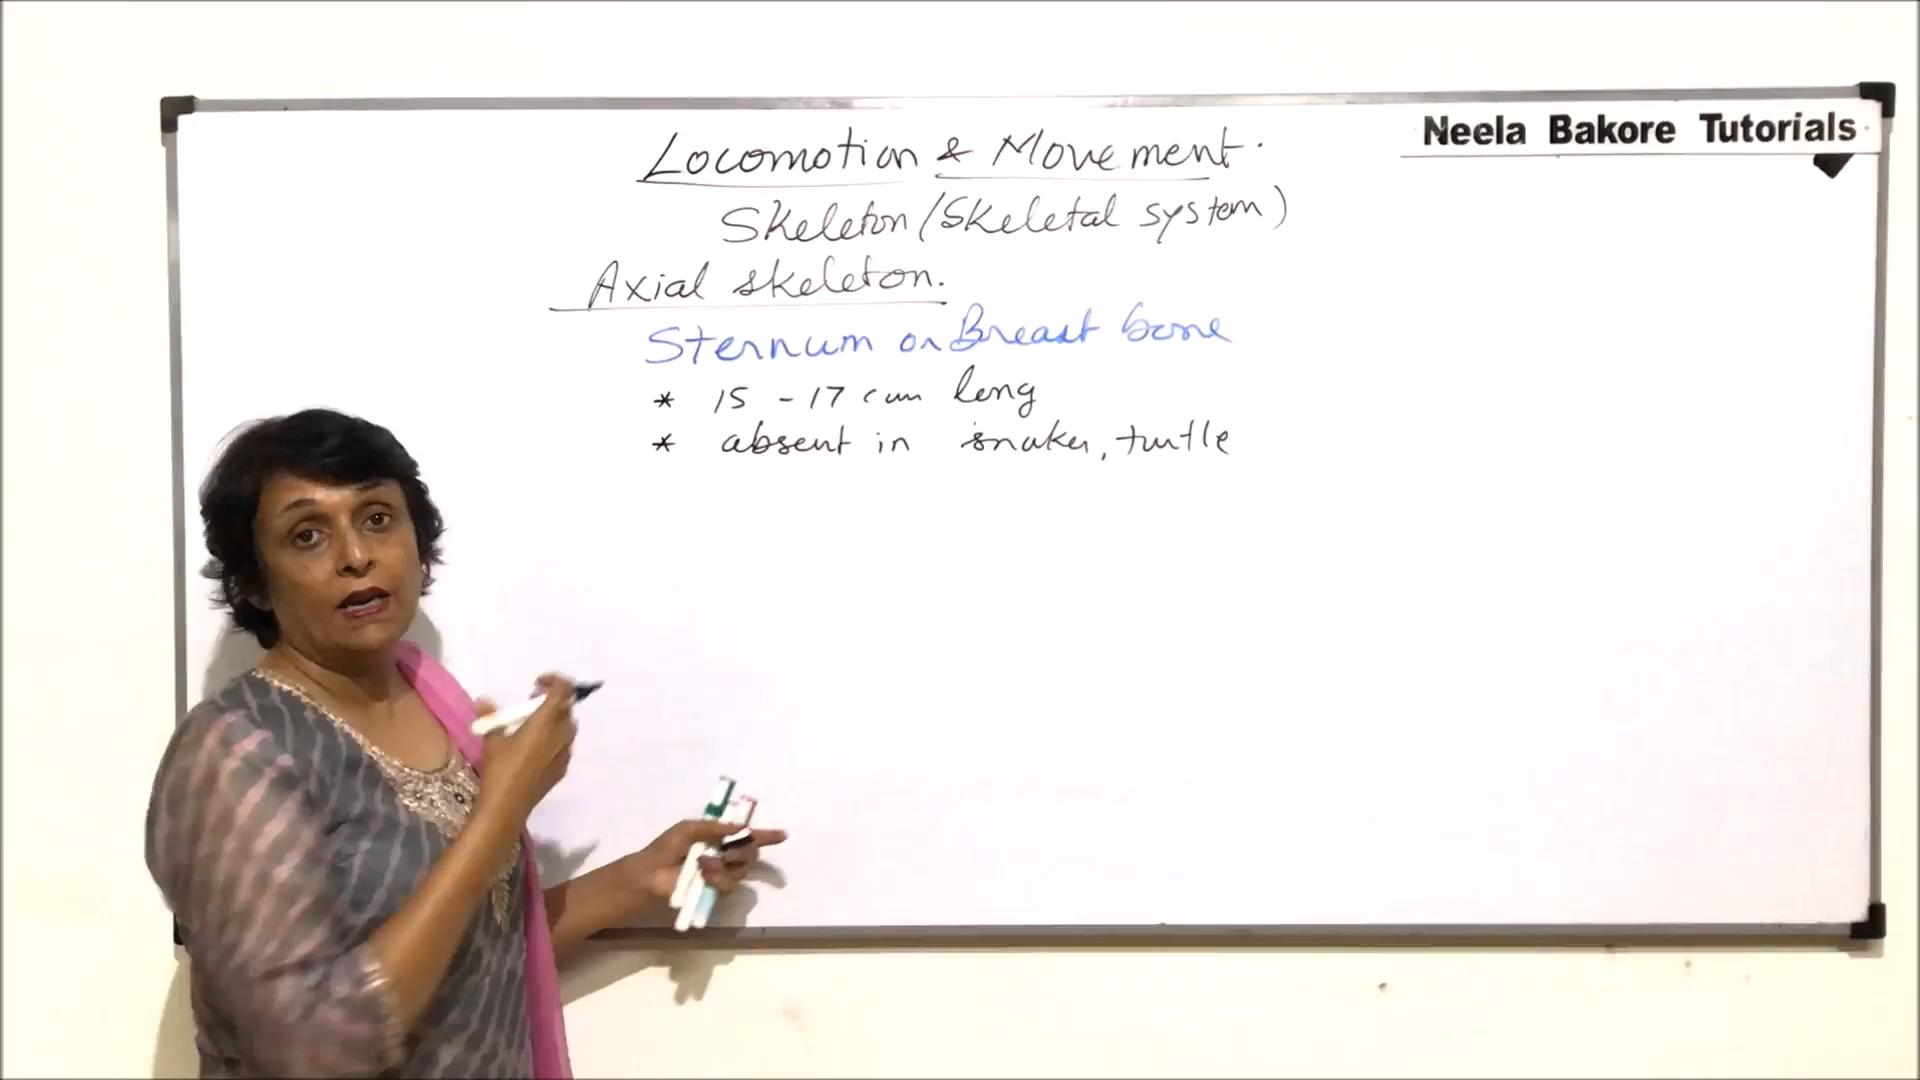 Neela Bakore Tutorials
Locomotion & Movement.
Skeleton (Skeletal system)
Axial skeleton.
Sternum or Breast bone
* 15 - 17 cm long
* absent in snakes, turtle